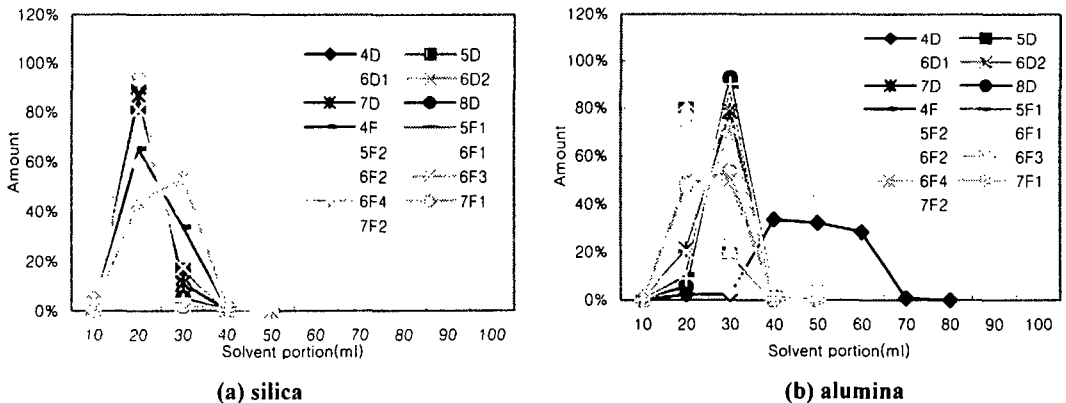 120%
100%
80%
60%
40%
20%
0%
Amount
4D 5D
6D1 6D2
7D 8D
4F 5F1
5F2 6F1
6F2 6F3
6F4 7F1
7F2
10 20 30 40 50 60 70 80 90 100
Solvent portion(ml)
(a) silica
120%
100%
80%
60%
40%
20%
0%
Amount
4D 5D
6D1 6D2
7D 8D
4F 5F1
5F2 6F1
6F2 6F3
6F4 7F1
7F2
10 20 30 40 50 60 70 80 90 100
Solvent portion(ml)
(b) alumina